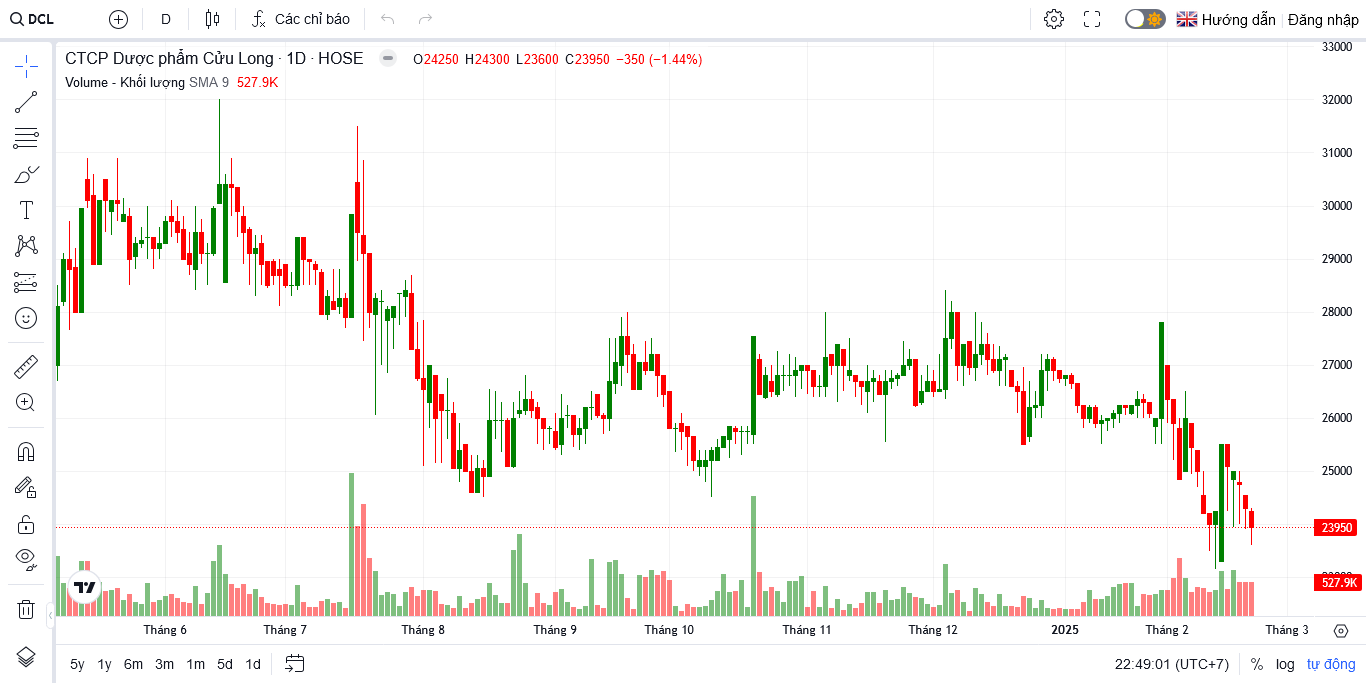 DCL D Các chỉ báo Hướng dẫn Đăng nhập
CTCP Dược phẩm Cửu Long · 1D · HOSE O24250 H24300 L23600 C23950 −350 (−1.44%)
Volume - Khối lượng SMA 9 527.9K
33000
32000
31000
30000
29000
28000
27000
26000
25000
23950
527.9K
Tháng 6 Tháng 7 Tháng 8 Tháng 9 Tháng 10 Tháng 11 Tháng 12 2025 Tháng 2 Tháng 3
5y 1y 6m 3m 1m 5d 1d 22:49:01 (UTC+7) % log tự động